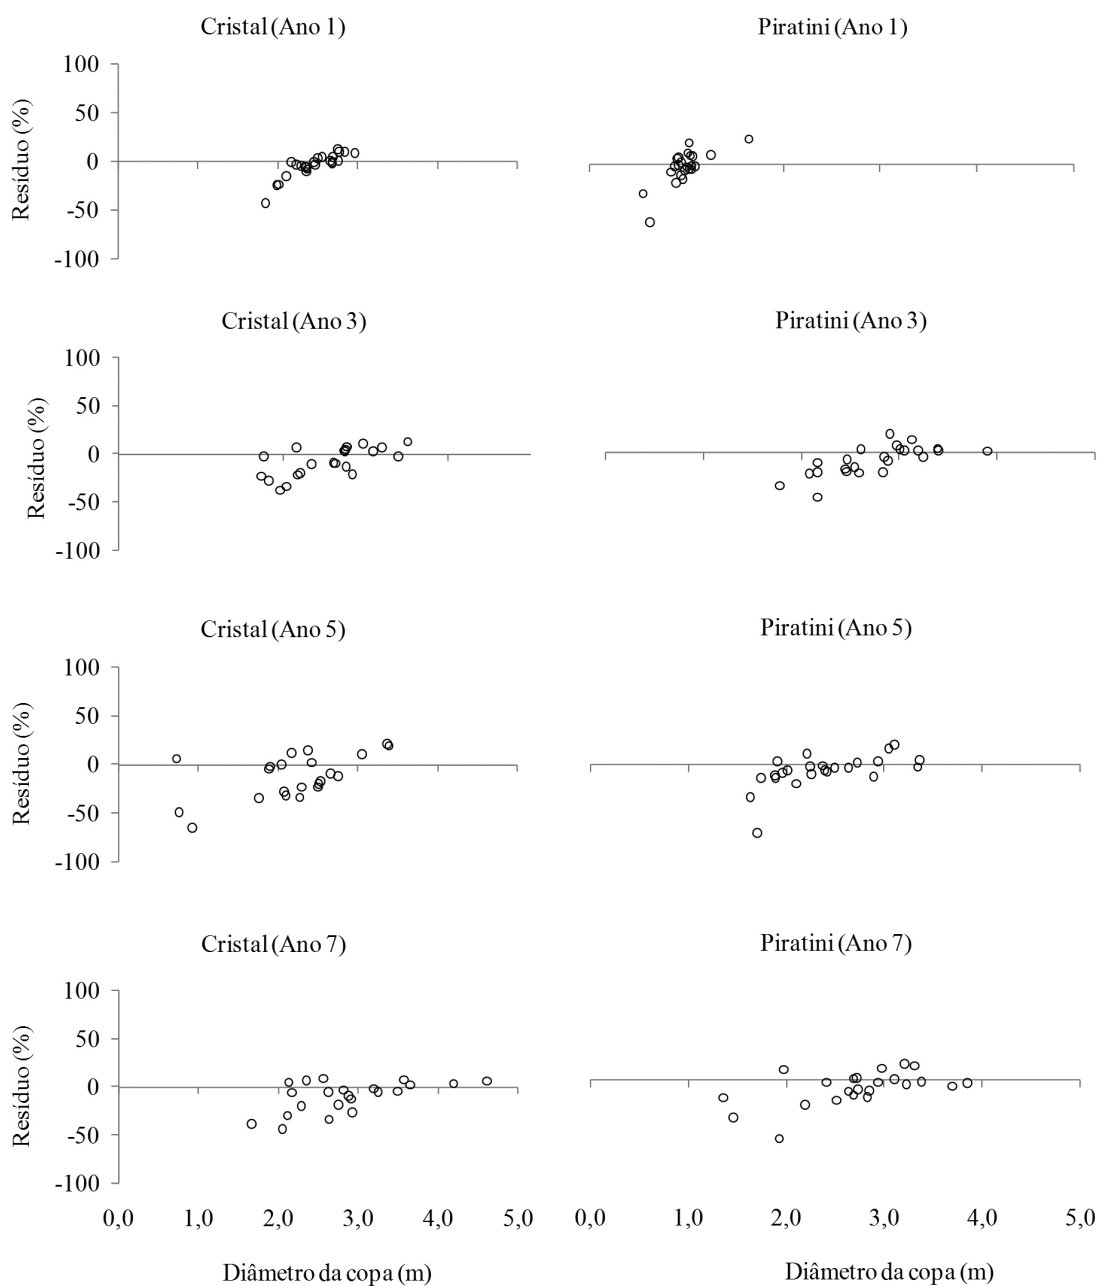 Cristal (Ano 1)
Piratini (Ano 1)
Resíduo (%)
100
50
0
-50
-100
Cristal (Ano 3)
Piratini (Ano 3)
Resíduo (%)
100
50
0
-50
-100
Cristal (Ano 5)
Piratini (Ano 5)
Resíduo (%)
100
50
0
-50
-100
Cristal (Ano 7)
Piratini (Ano 7)
Resíduo (%)
100
50
0
-50
-100
0,0 1,0 2,0 3,0 4,0 5,0
0,0 1,0 2,0 3,0 4,0 5,0
Diâmetro da copa (m)
Diâmetro da copa (m)